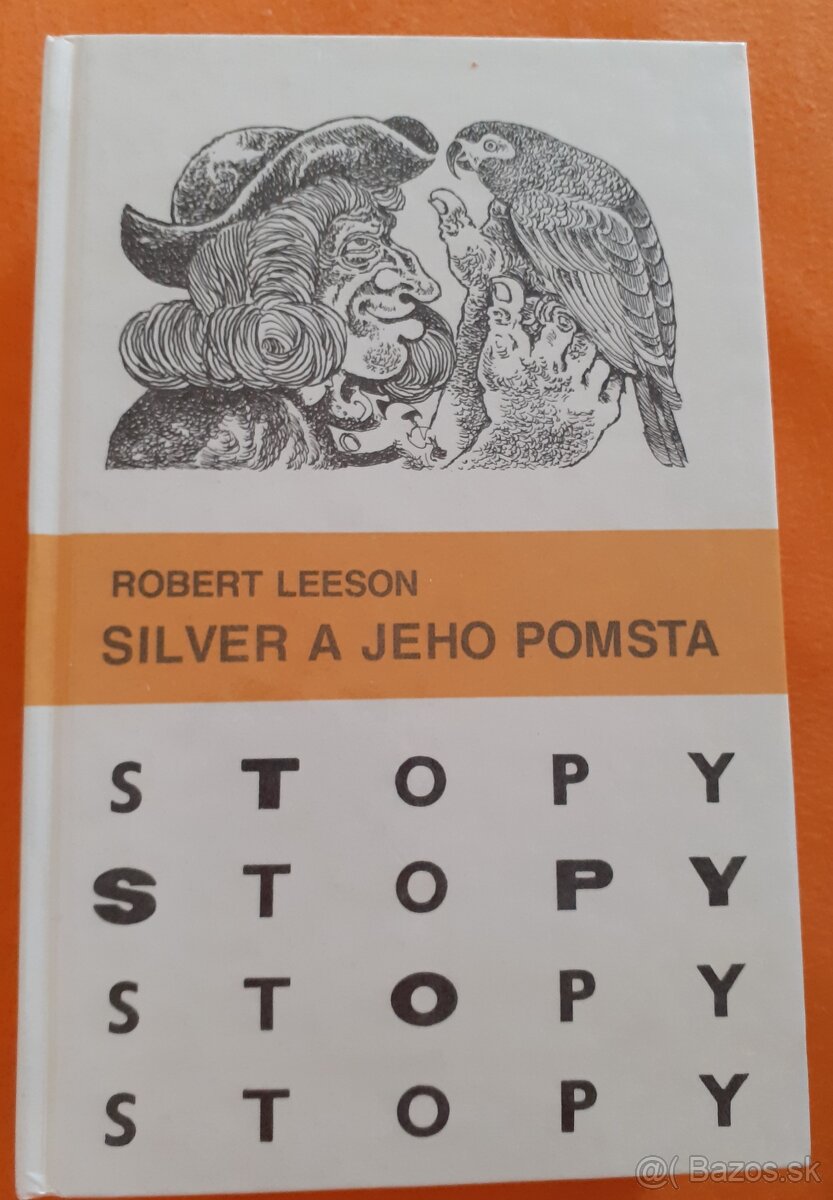 ROBERT LEESON
SILVER A JEHO POMSTA
S T O P Y
S T O P Y
S T O P Y
S T O P Y
@( Bazos.sk